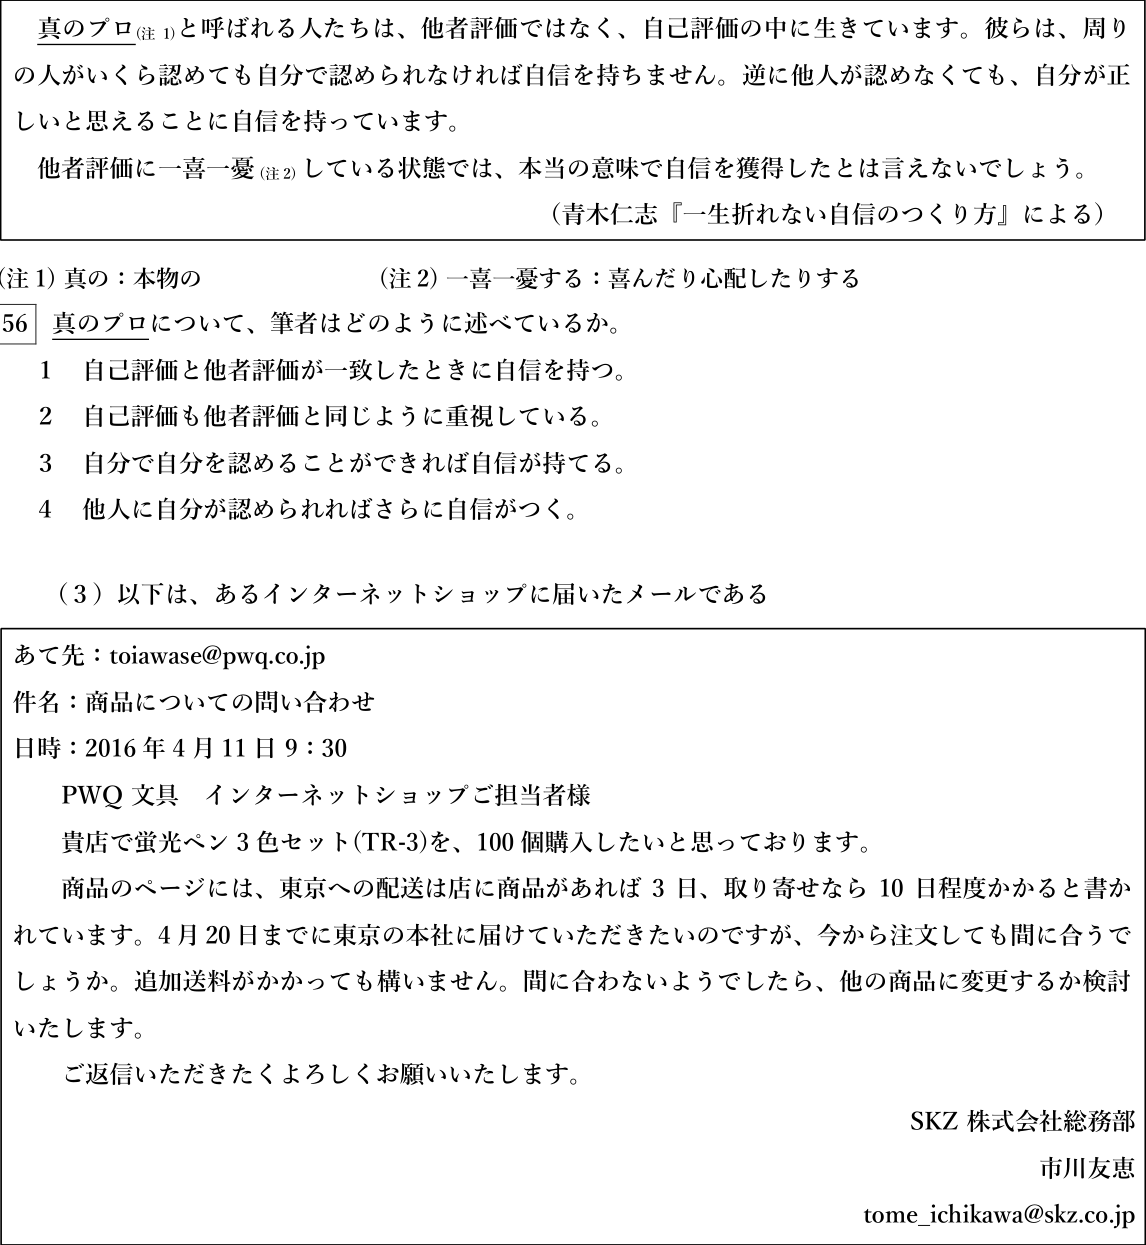 真のプロ(注 1)と呼ばれる人たちは、他者評価ではなく、自己評価の中に生きています。彼らは、周り
の人がいくら認めても自分で認められなければ自信を持ちません。逆に他人が認めなくても、自分が正
しいと思えることに自信を持っています。
他者評価に一喜一憂(注 2)している状態では、本当の意味で自信を獲得したとは言えないでしょう。
（青木仁志『一生折れない自信のつくり方』による）
(注 1) 真の：本物の　(注 2) 一喜一憂する：喜んだり心配したりする
56 真のプロについて、筆者はどのように述べているか。
1 自己評価と他者評価が一致したときに自信を持つ。
2 自己評価も他者評価と同じように重視している。
3 自分で自分を認めることができれば自信が持てる。
4 他人に自分が認められればさらに自信がつく。
（３）以下は、あるインターネットショップに届いたメールである
あて先：toiawase@pwq.co.jp
件名：商品についての問い合わせ
日時：2016 年 4 月 11 日 9：30
PWQ 文具　インターネットショップご担当者様
貴店で蛍光ペン 3 色セット(TR-3)を、100 個購入したいと思っております。
商品のページには、東京への配送は店に商品があれば 3 日、取り寄せなら 10 日程度かかると書か
れています。4 月 20 日までに東京の本社に届けていただきたいのですが、今から注文しても間に合うで
しょうか。追加送料がかかっても構いません。間に合わないようでしたら、他の商品に変更するか検討
いたします。
ご返信いただきたくよろしくお願いいたします。
SKZ 株式会社総務部
市川友恵
tome_ichikawa@skz.co.jp